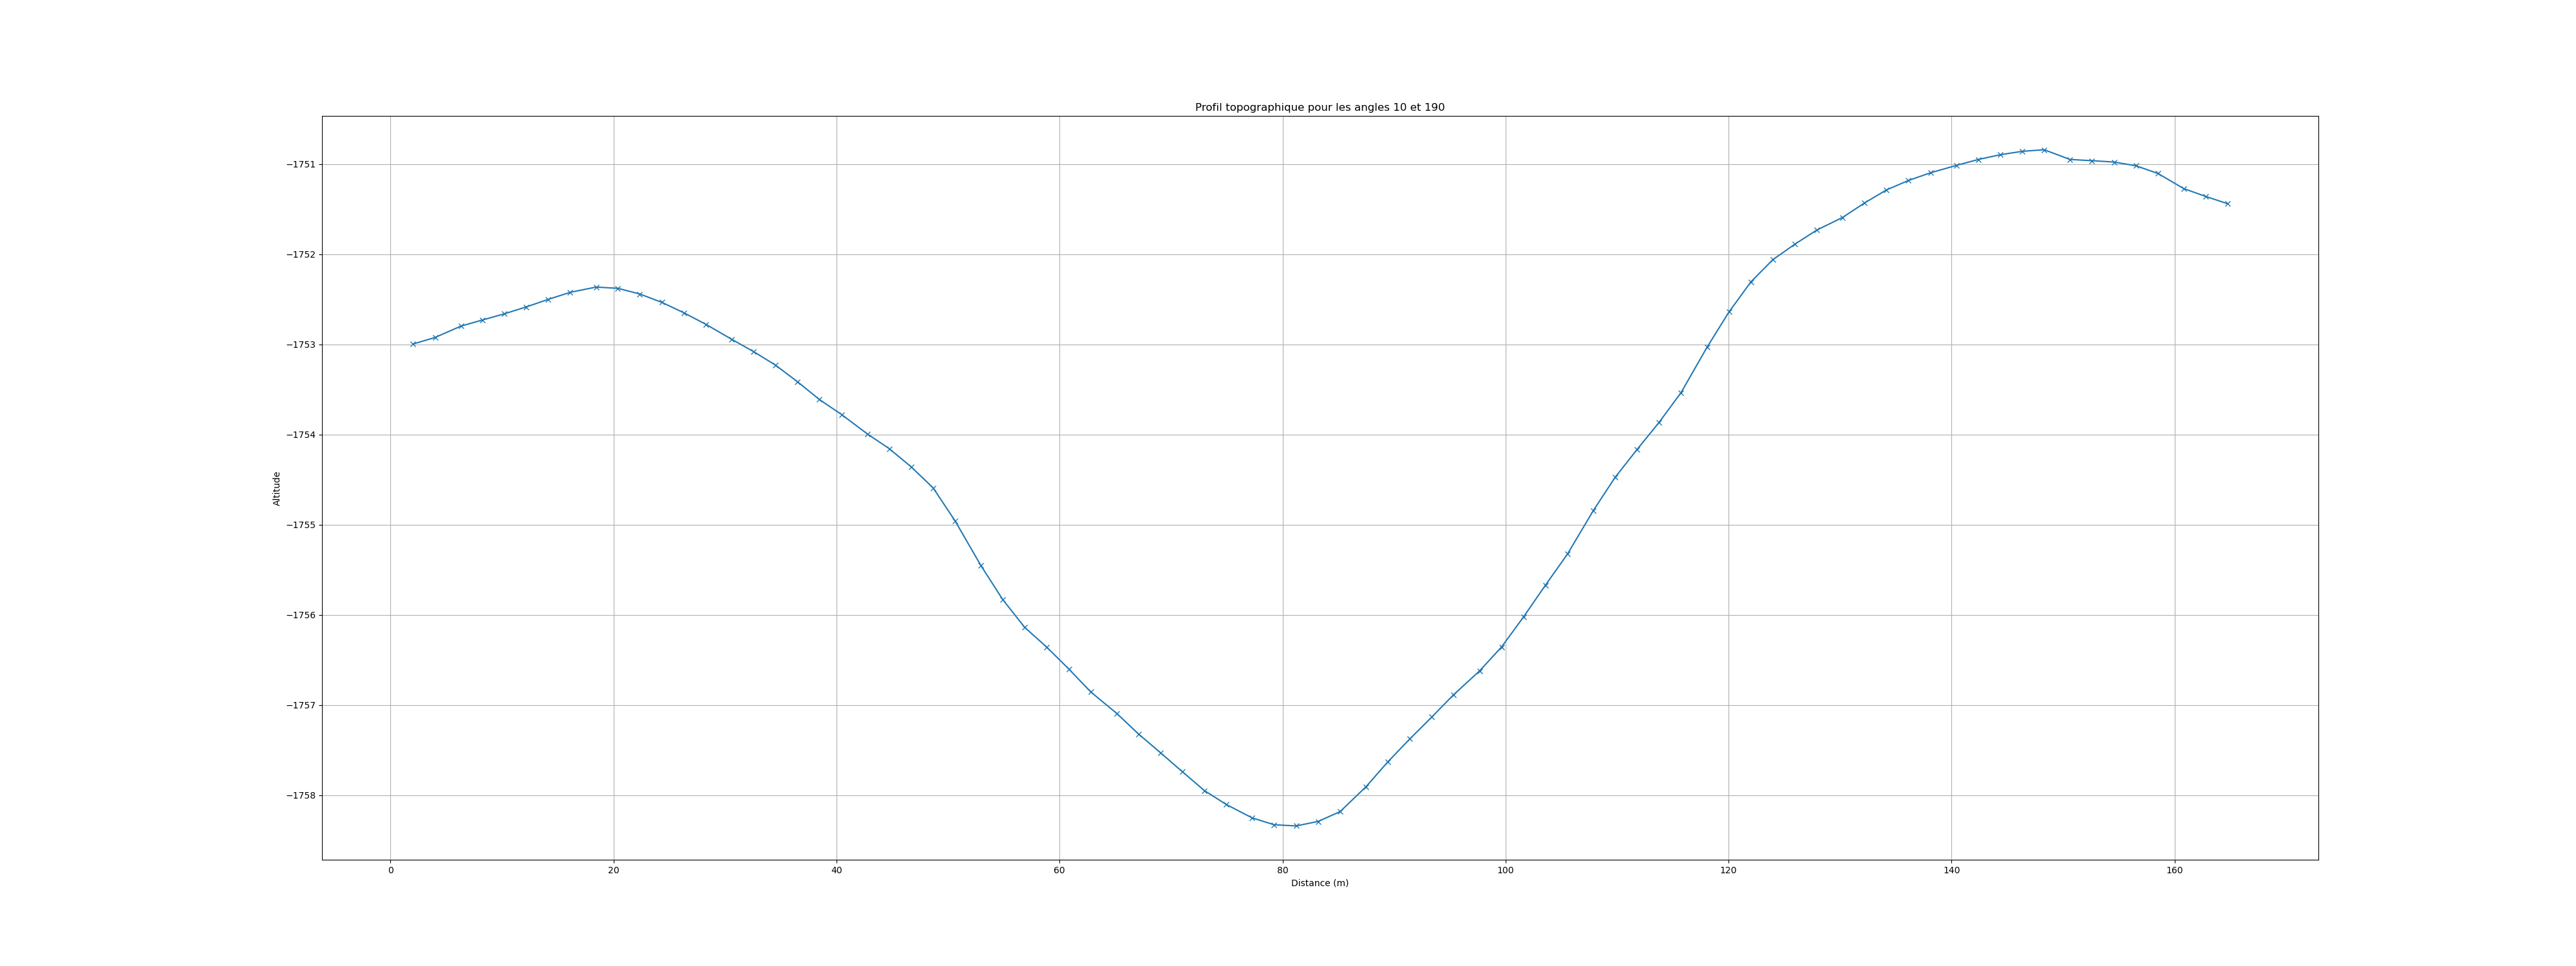 Profil topographique pour les angles 10 et 190
−1751
−1752
−1753
−1754
−1755
−1756
−1757
−1758
Altitude
0 20 40 60 80 100 120 140 160
Distance (m)